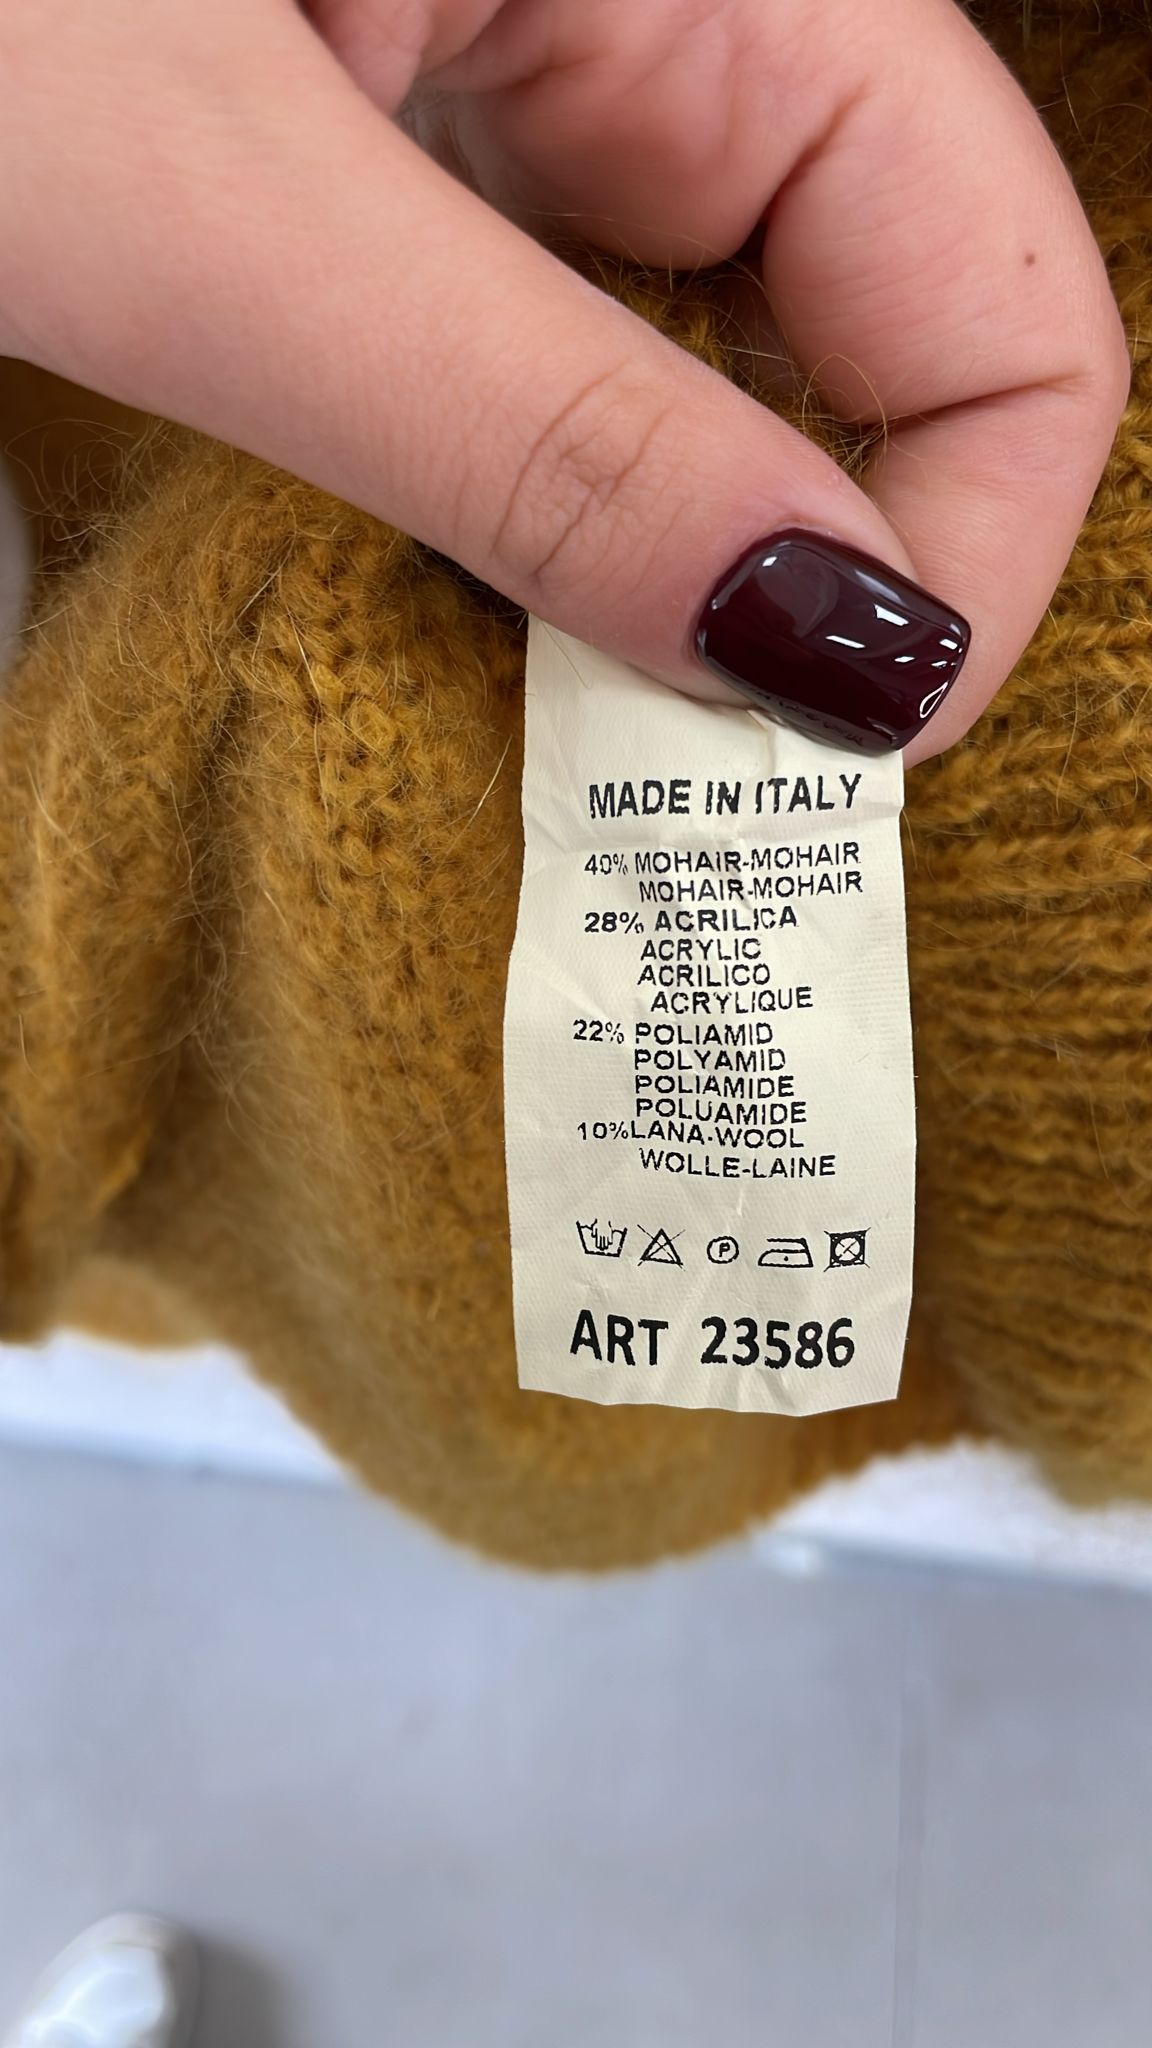 MADE IN ITALY
40% MOHAIR-MOHAIR
MOHAIR-MOHAIR
28% ACRILICA
ACRYLIC
ACRILICO
ACRYLIQUE
22% POLIAMID
POLYAMID
POLIAMIDE
POLUAMIDE
10%LANA-WOOL
WOLLE-LAINE
P
ART 23586